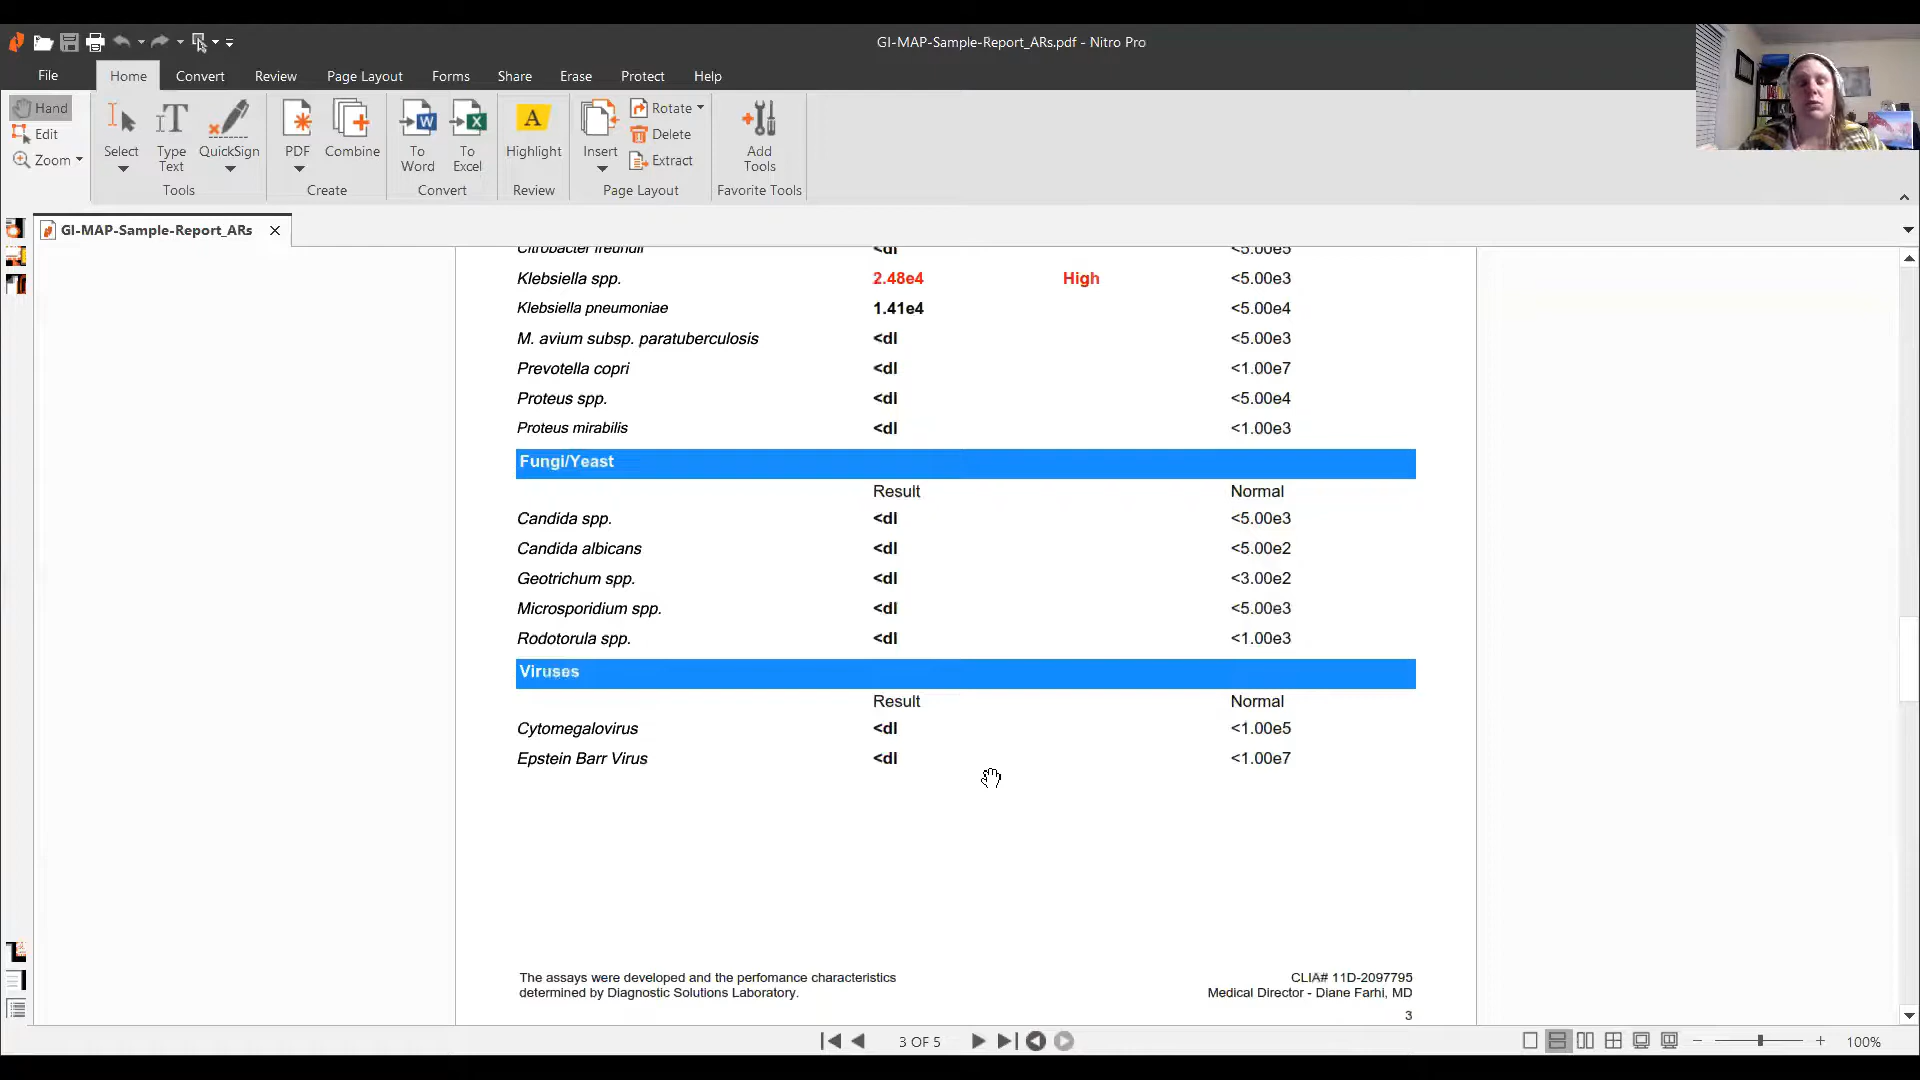 GI-MAP-Sample-Report_ARs.pdf - Nitro Pro
File Home Convert Review Page Layout Forms Share Erase Protect Help
Hand
Edit
Zoom
Select
Type Text
QuickSign
Tools
PDF
Combine
Create
To Word
To Excel
Convert
Highlight
Review
Insert
Rotate
Delete
Extract
Page Layout
Add Tools
Favorite Tools
GI-MAP-Sample-Report_ARs
Citrobacter freundii <dl <5.00e5
Klebsiella spp. 2.48e4 High <5.00e3
Klebsiella pneumoniae 1.41e4 <5.00e4
M. avium subsp. paratuberculosis <dl <5.00e3
Prevotella copri <dl <1.00e7
Proteus spp. <dl <5.00e4
Proteus mirabilis <dl <1.00e3
Fungi/Yeast
Result Normal
Candida spp. <dl <5.00e3
Candida albicans <dl <5.00e2
Geotrichum spp. <dl <3.00e2
Microsporidium spp. <dl <5.00e3
Rodotorula spp. <dl <1.00e3
Viruses
Result Normal
Cytomegalovirus <dl <1.00e5
Epstein Barr Virus <dl <1.00e7
The assays were developed and the perfomance characteristics
determined by Diagnostic Solutions Laboratory.
CLIA# 11D-2097795
Medical Director - Diane Farhi, MD
3
3 OF 5
100%